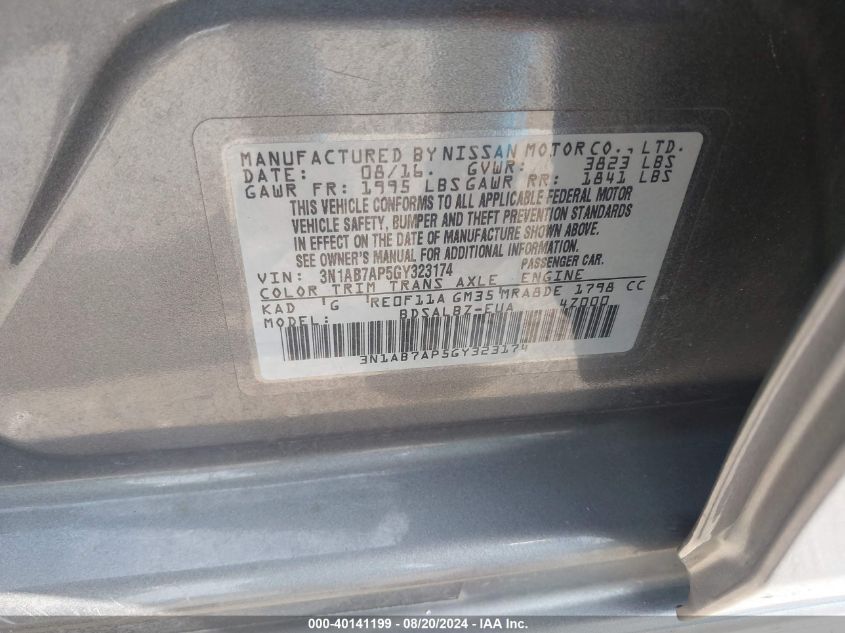 MANUFACTURED BY NISSAN MOTOR CO., LTD.
DATE: 08/16. GVWR: 3823 LBS
GAWR FR: 1995 LBS GAWR RR: 1841 LBS
THIS VEHICLE CONFORMS TO ALL APPLICABLE FEDERAL MOTOR
VEHICLE SAFETY, BUMPER AND THEFT PREVENTION STANDARDS
IN EFFECT ON THE DATE OF MANUFACTURE SHOWN ABOVE.
SEE OWNER'S MANUAL FOR ADDITIONAL INFORMATION.
VIN: 3N1AB7AP5GY323174 PASSENGER CAR.
COLOR TRIM TRANS AXLE ENGINE
KAD 'G 'RE0F11A GM35'MRA8DE 1798 CC
MODEL: BDSALBZ-EUA 4Z000
3N1AB7AP5GY323174
000-40141199 - 08/20/2024 - IAA Inc.